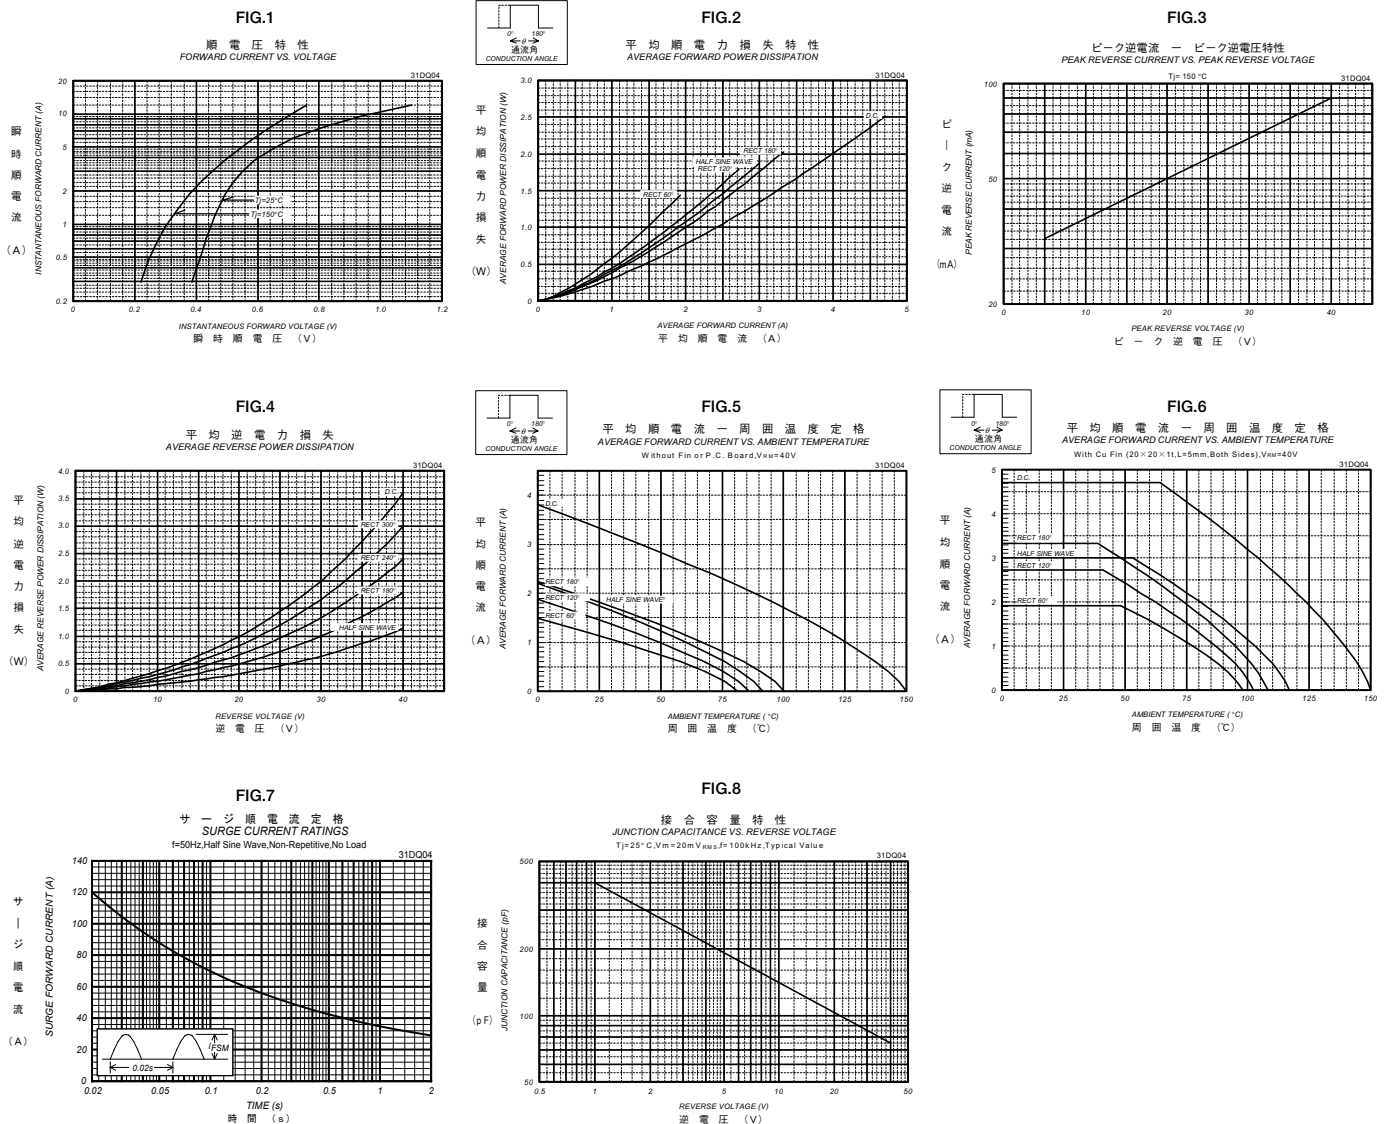 FIG.1
順電圧特性
FORWARD CURRENT VS. VOLTAGE
31DQ04
瞬時順電流 (A)
INSTANTANEOUS FORWARD CURRENT (A)
20
10
5
2
1
0.5
0.2
Tj=25°C
Tj=150°C
0 0.2 0.4 0.6 0.8 1.0 1.2
INSTANTANEOUS FORWARD VOLTAGE (V)
瞬時順電圧 (V)
0° 180°
θ
通流角
CONDUCTION ANGLE
FIG.2
平均順電力損失特性
AVERAGE FORWARD POWER DISSIPATION
31DQ04
平均順電力損失 (W)
AVERAGE FORWARD POWER DISSIPATION (W)
3.0
2.5
2.0
1.5
1.0
0.5
0
D.C.
RECT 180°
HALF SINE WAVE
RECT 120°
RECT 60°
0 1 2 3 4 5
AVERAGE FORWARD CURRENT (A)
平均順電流 (A)
FIG.3
ピーク逆電流 ー ピーク逆電圧特性
PEAK REVERSE CURRENT VS. PEAK REVERSE VOLTAGE
Tj= 150 °C
31DQ04
ピーク逆電流 (mA)
PEAK REVERSE CURRENT (mA)
100
50
20
0 10 20 30 40
PEAK REVERSE VOLTAGE (V)
ピーク逆電圧 (V)
FIG.4
平均逆電力損失
AVERAGE REVERSE POWER DISSIPATION
31DQ04
平均逆電力損失 (W)
AVERAGE REVERSE POWER DISSIPATION (W)
4.0
3.5
3.0
2.5
2.0
1.5
1.0
0.5
0
D.C.
RECT 300°
RECT 240°
RECT 180°
HALF SINE WAVE
0 10 20 30 40
REVERSE VOLTAGE (V)
逆電圧 (V)
0° 180°
θ
通流角
CONDUCTION ANGLE
FIG.5
平均順電流ー周囲温度定格
AVERAGE FORWARD CURRENT VS. AMBIENT TEMPERATURE
Without Fin or P.C. Board,VRM=40V
31DQ04
平均順電流 (A)
AVERAGE FORWARD CURRENT (A)
4
3
2
1
0
D.C.
RECT 180°
RECT 120°
HALF SINE WAVE
RECT 60°
0 25 50 75 100 125 150
AMBIENT TEMPERATURE (°C)
周囲温度 (℃)
0° 180°
θ
通流角
CONDUCTION ANGLE
FIG.6
平均順電流ー周囲温度定格
AVERAGE FORWARD CURRENT VS. AMBIENT TEMPERATURE
With Cu Fin (20×20×1t,L=5mm,Both Sides),VRM=40V
31DQ04
平均順電流 (A)
AVERAGE FORWARD CURRENT (A)
5
4
3
2
1
0
D.C.
RECT 180°
HALF SINE WAVE
RECT 120°
RECT 60°
0 25 50 75 100 125 150
AMBIENT TEMPERATURE (°C)
周囲温度 (℃)
FIG.7
サージ順電流定格
SURGE CURRENT RATINGS
f=50Hz,Half Sine Wave,Non-Repetitive,No Load
31DQ04
サージ順電流 (A)
SURGE FORWARD CURRENT (A)
140
120
100
80
60
40
20
0
IFSM
0.02s
0.02 0.05 0.1 0.2 0.5 1 2
TIME (s)
時間 (s)
FIG.8
接合容量特性
JUNCTION CAPACITANCE VS. REVERSE VOLTAGE
Tj=25°C,Vm=20mVRMS,f=100kHz,Typical Value
31DQ04
接合容量 (pF)
JUNCTION CAPACITANCE (pF)
500
200
100
50
0.5 1 2 5 10 20 50
REVERSE VOLTAGE (V)
逆電圧 (V)